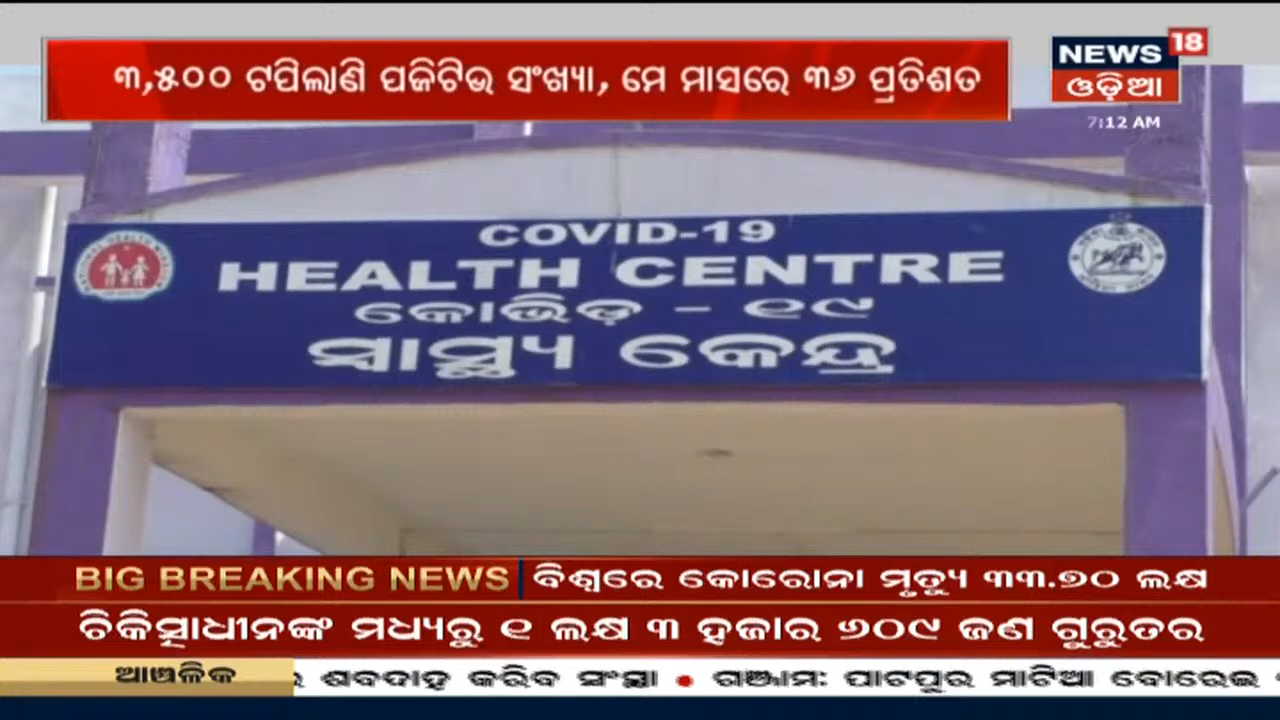 ୩,୫୦୦ ଟପିଲାଣି ପଜିଟିଭ ସଂଖ୍ୟା, ମେ ମାସରେ ୩୬ ପ୍ରତିଶତ
NEWS 18
ଓଡ଼ିଆ
7:12 AM
COVID-19
HEALTH CENTRE
କୋଭିଡ଼ - ୧୯
ସ୍ୱାସ୍ଥ୍ୟ କେନ୍ଦ୍ର
BIG BREAKING NEWS ବିଶ୍ୱରେ କୋରୋନା ମୃତ୍ୟୁ ୩୩.୭୦ ଲକ୍ଷ
ଚିକିତ୍ସାଧୀନଙ୍କ ମଧ୍ୟରୁ ୧ ଲକ୍ଷ ୩ ହଜାର ୬୦୯ ଜଣ ଗୁରୁତର
ଆଞ୍ଚଳିକ ଶବଦାହ କରିବ ସଂସ୍ଥା • ଗଞ୍ଜାମ: ପାଟପୁର ମାଟିଆ ବୋରେଇ